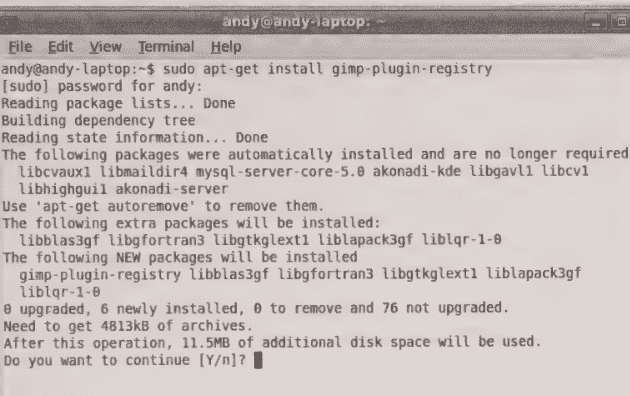 andy@andy-laptop: ~
File Edit View Terminal Help
andy@andy-laptop:~$ sudo apt-get install gimp-plugin-registry
[sudo] password for andy:
Reading package lists... Done
Building dependency tree
Reading state information... Done
The following packages were automatically installed and are no longer required
  libcvaux1 libmaildir4 mysql-server-core-5.0 akonadi-kde libgavl1 libcv1
  libhighgui1 akonadi-server
Use 'apt-get autoremove' to remove them.
The following extra packages will be installed:
  libblas3gf libgfortran3 libgtkglext1 liblapack3gf liblqr-1-0
The following NEW packages will be installed
  gimp-plugin-registry libblas3gf libgfortran3 libgtkglext1 liblapack3gf
  liblqr-1-0
0 upgraded, 6 newly installed, 0 to remove and 76 not upgraded.
Need to get 4813kB of archives.
After this operation, 11.5MB of additional disk space will be used.
Do you want to continue [Y/n]?